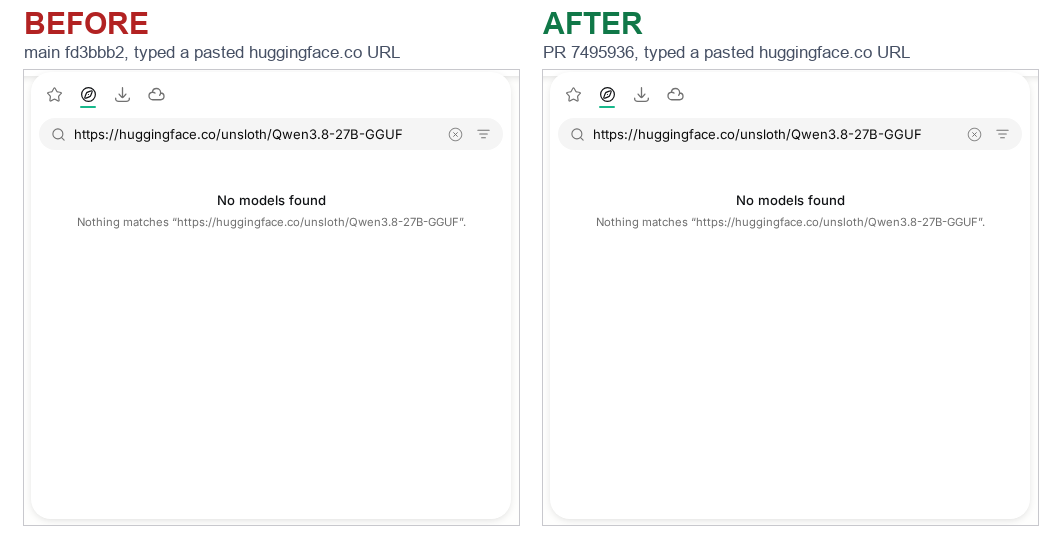 BEFORE
main fd3bbb2, typed a pasted huggingface.co URL
https://huggingface.co/unsloth/Qwen3.8-27B-GGUF
No models found
Nothing matches “https://huggingface.co/unsloth/Qwen3.8-27B-GGUF”.
AFTER
PR 7495936, typed a pasted huggingface.co URL
https://huggingface.co/unsloth/Qwen3.8-27B-GGUF
No models found
Nothing matches “https://huggingface.co/unsloth/Qwen3.8-27B-GGUF”.